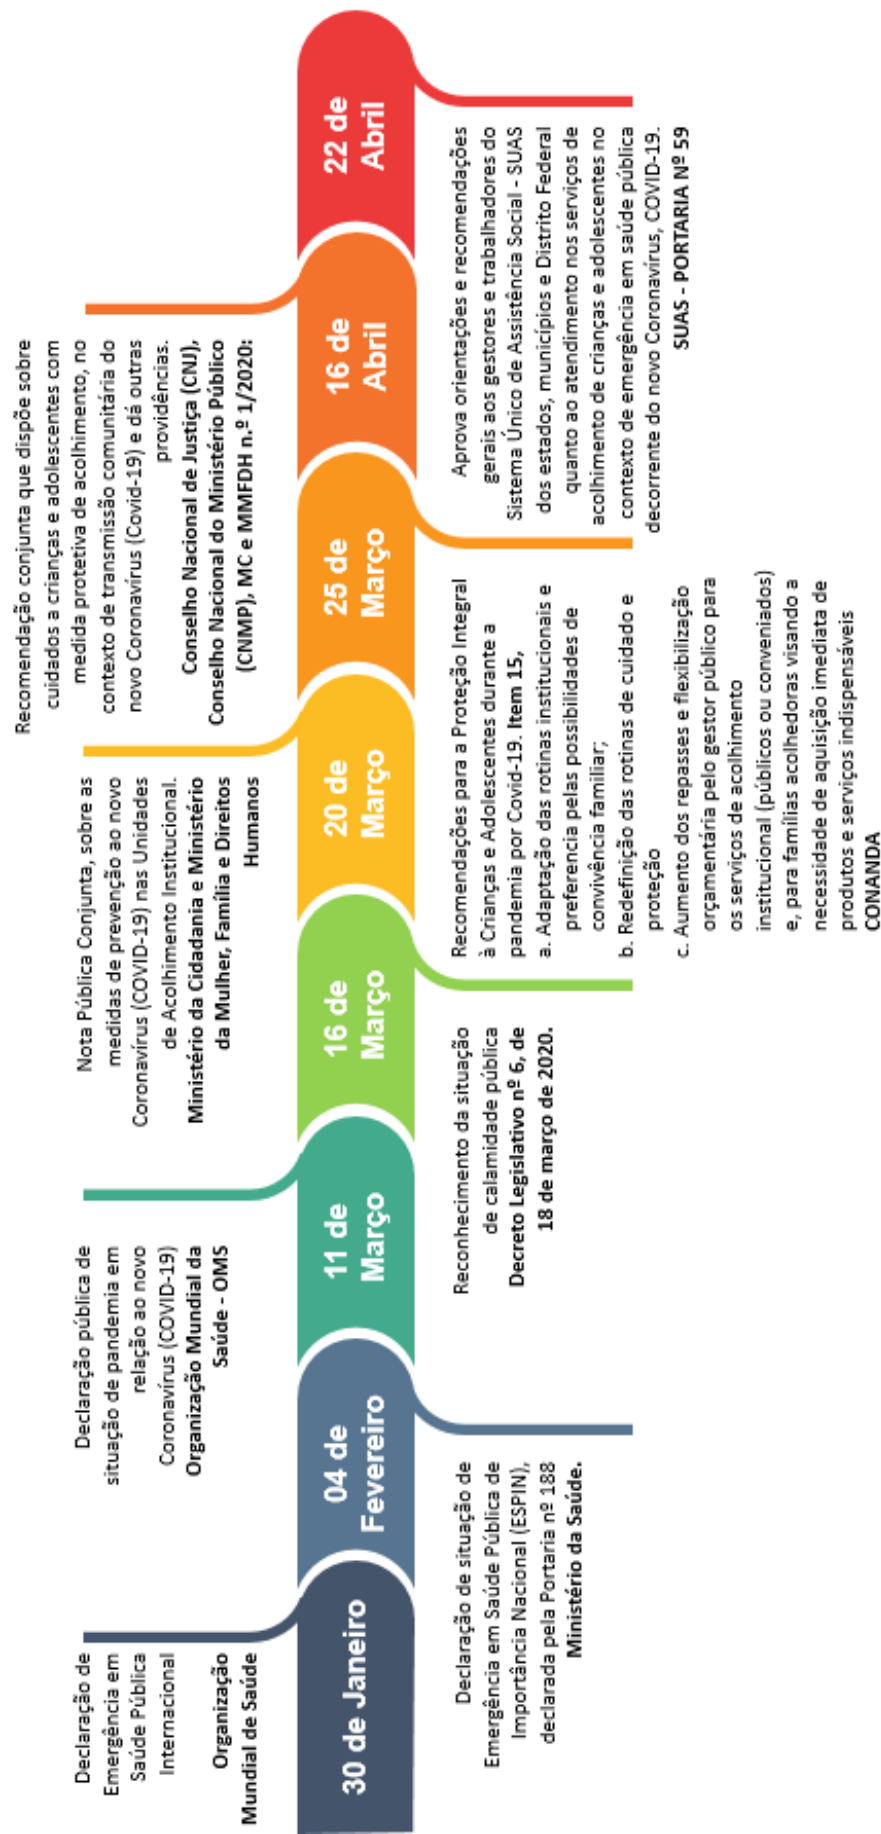 30 de Janeiro
Declaração de
Emergência em
Saúde Pública
Internacional
Organização
Mundial de Saúde
04 de
Fevereiro
Declaração de situação de
Emergência em Saúde Pública de
Importância Nacional (ESPIN),
declarada pela Portaria nº 188
Ministério da Saúde.
11 de
Março
Declaração pública de
situação de pandemia em
relação ao novo
Coronavírus (COVID-19)
Organização Mundial da
Saúde - OMS
16 de
Março
Reconhecimento da situação
de calamidade pública
Decreto Legislativo nº 6, de
18 de março de 2020.
20 de
Março
Nota Pública Conjunta, sobre as
medidas de prevenção ao novo
Coronavírus (COVID-19) nas Unidades
de Acolhimento Institucional.
Ministério da Cidadania e Ministério
da Mulher, Família e Direitos
Humanos
25 de
Março
Recomendações para a Proteção Integral
à Crianças e Adolescentes durante a
pandemia por Covid-19. Item 15,
a. Adaptação das rotinas institucionais e
preferencia pelas possibilidades de
convivência familiar;
b. Redefinição das rotinas de cuidado e
proteção
c. Aumento dos repasses e flexibilização
orçamentária pelo gestor público para
os serviços de acolhimento
institucional (públicos ou conveniados)
e, para famílias acolhedoras visando a
necessidade de aquisição imediata de
produtos e serviços indispensáveis
CONANDA
16 de
Abril
Recomendação conjunta que dispõe sobre
cuidados a crianças e adolescentes com
medida protetiva de acolhimento, no
contexto de transmissão comunitária do
novo Coronavírus (Covid-19) e dá outras
providências.
Conselho Nacional de Justiça (CNJ),
Conselho Nacional do Ministério Público
(CNMP), MC e MMFDH n.º 1/2020:
22 de
Abril
Aprova orientações e recomendações
gerais aos gestores e trabalhadores do
Sistema Único de Assistência Social - SUAS
dos estados, municípios e Distrito Federal
quanto ao atendimento nos serviços de
acolhimento de crianças e adolescentes no
contexto de emergência em saúde pública
decorrente do novo Coronavírus, COVID-19.
SUAS - PORTARIA Nº 59